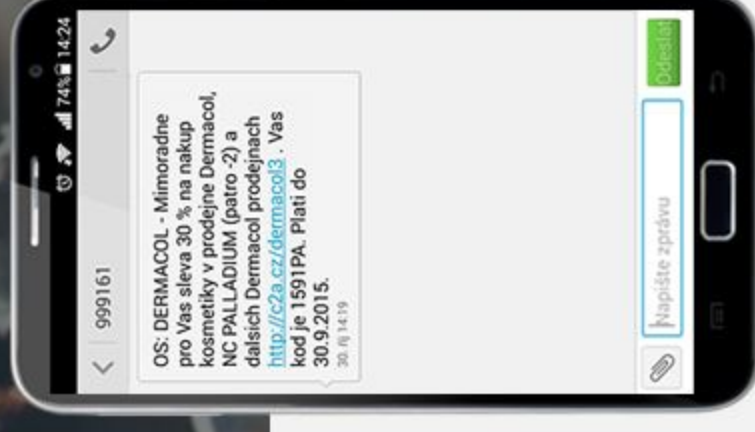 74% 14:24
999161
OS: DERMACOL - Mimoradne
pro Vas sleva 30 % na nakup
kosmetiky v prodejne Dermacol,
NC PALLADIUM (patro -2) a
dalsich Dermacol prodejnach
http://c2a.cz/dermacol3 . Vas
kod je 1591PA. Plati do
30.9.2015.
30. říj 14:19
Napište zprávu
Odeslat